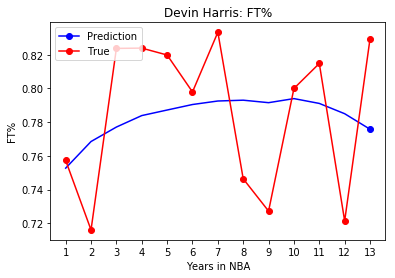 Devin Harris: FT%
Prediction
True
FT%
0.82
0.80
0.78
0.76
0.74
0.72
1 2 3 4 5 6 7 8 9 10 11 12 13
Years in NBA